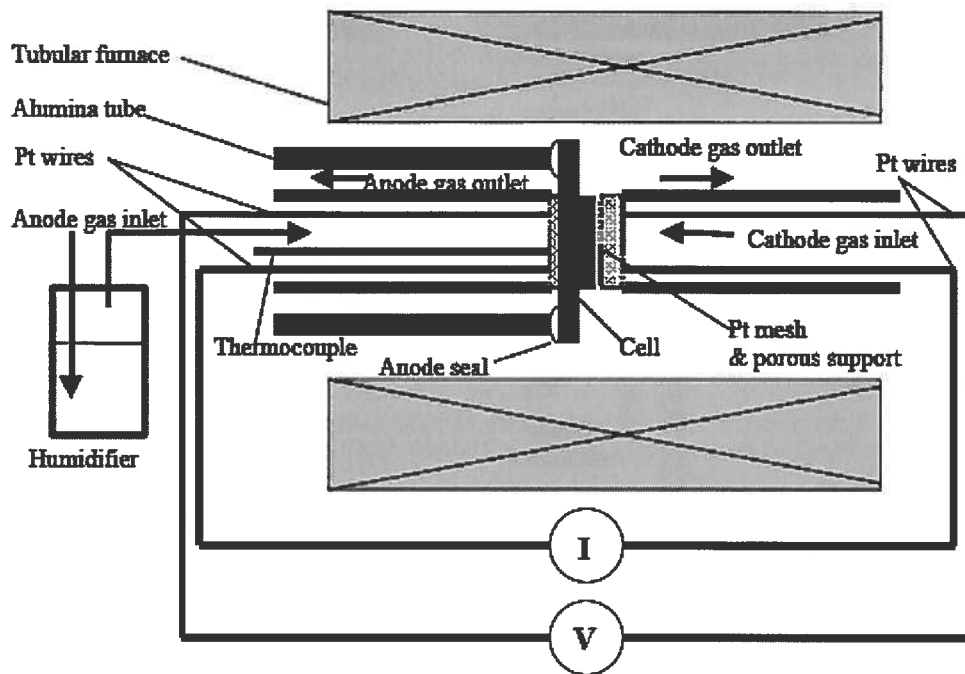 Tubular furnace
Alumina tube
Pt wires
Anode gas inlet
Anode gas outlet
Cathode gas outlet
Pt wires
Cathode gas inlet
Thermocouple
Anode seal
Cell
Pt mesh
& porous support
Humidifier
I
V